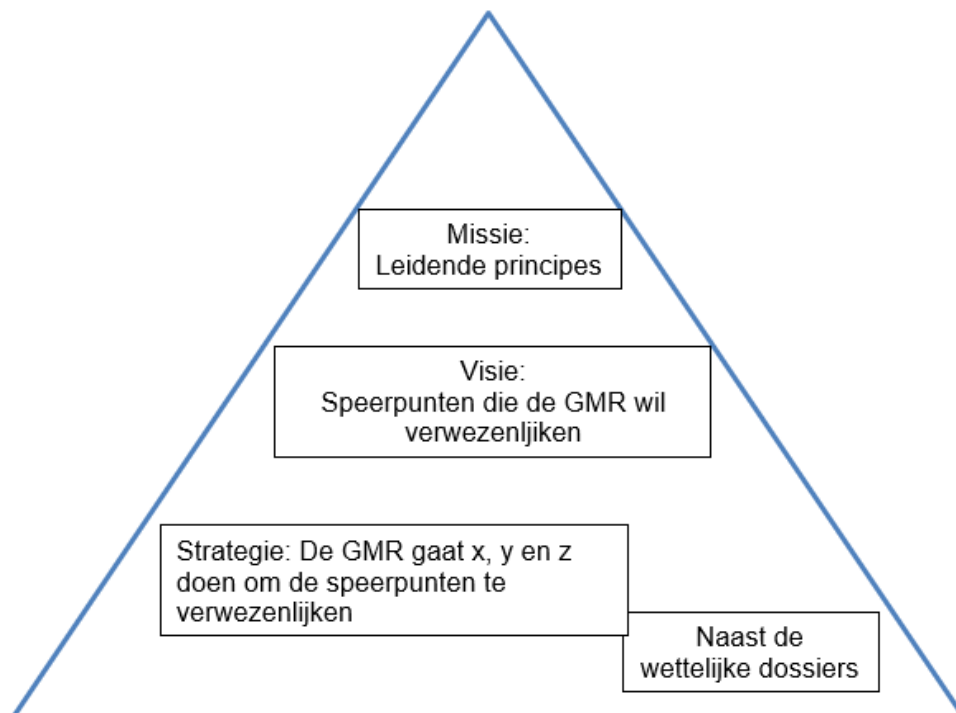 Missie:
Leidende principes
Visie:
Speerpunten die de GMR wil
verwezenljiken
Strategie: De GMR gaat x, y en z
doen om de speerpunten te
verwezenlijken
Naast de
wettelijke dossiers